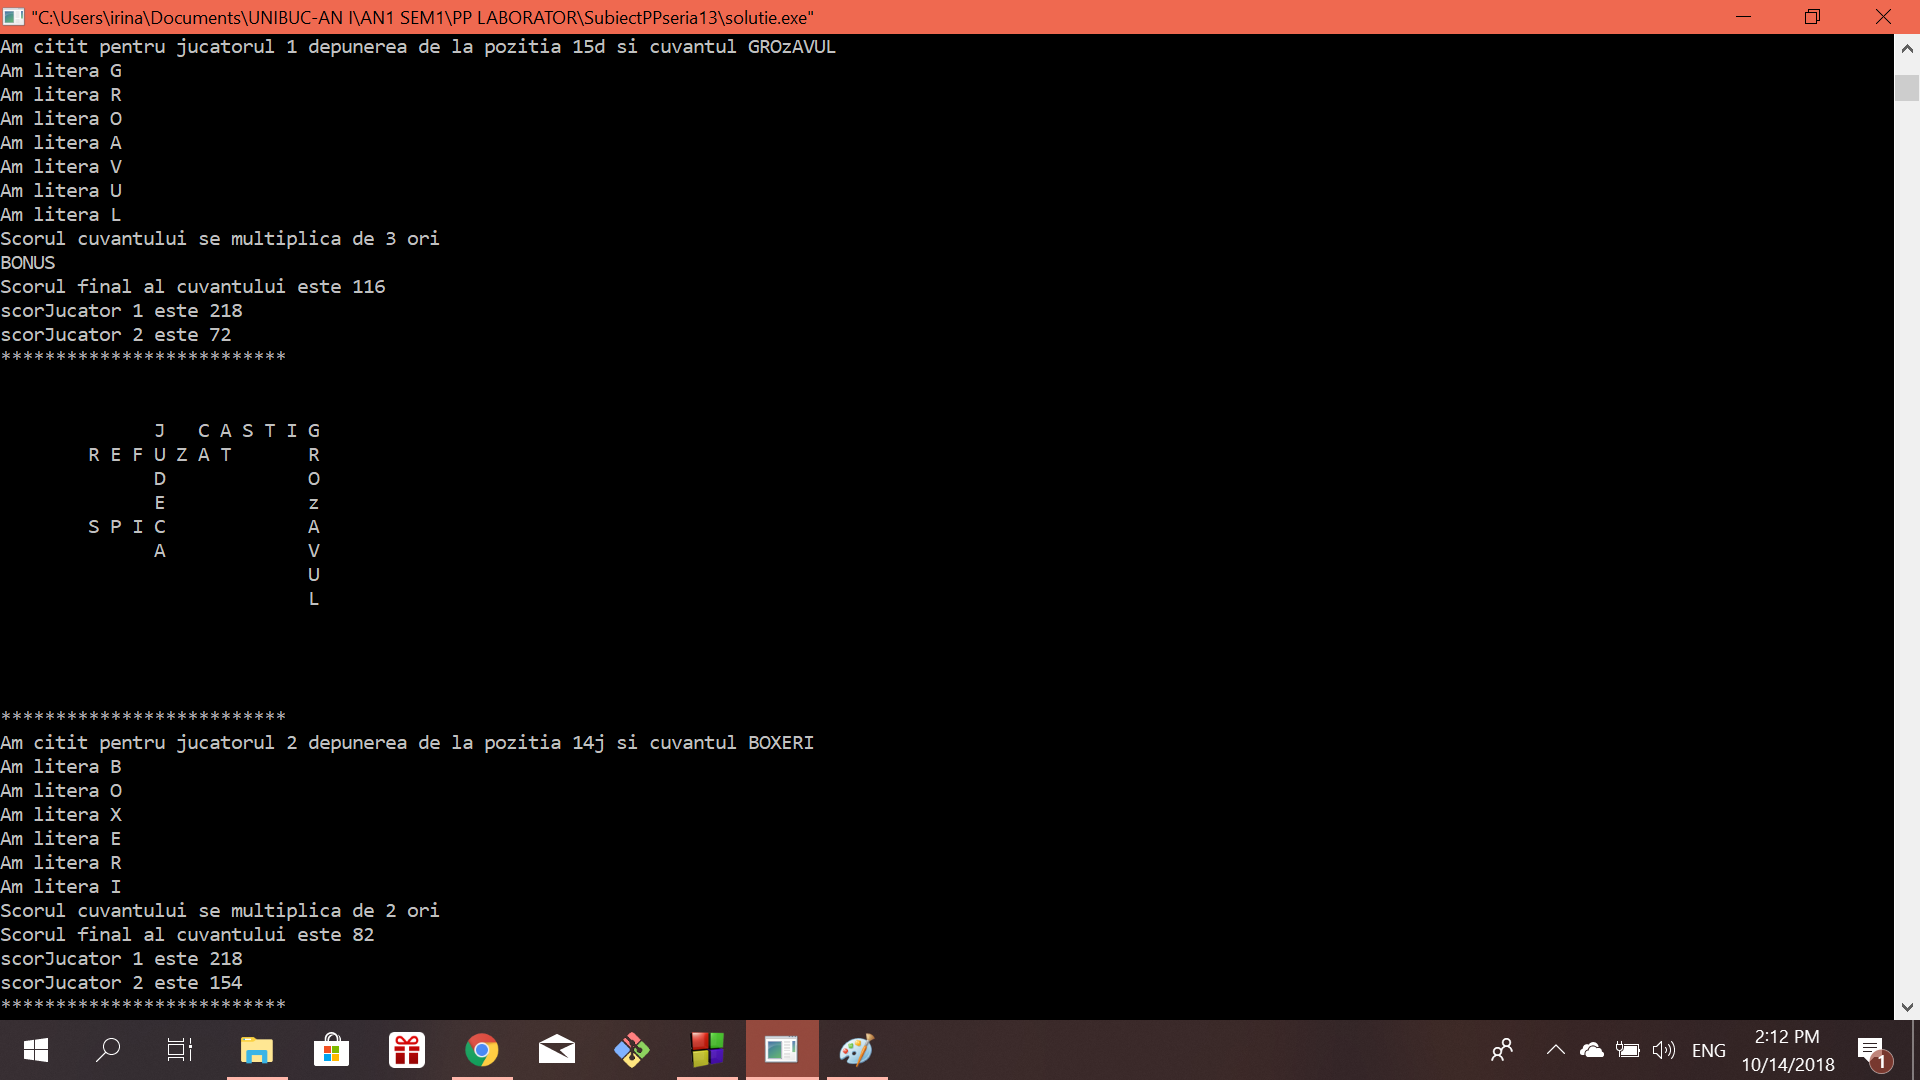 "C:\Users\irina\Documents\UNIBUC-AN I\AN1 SEM1\PP LABORATOR\SubiectPPseria13\solutie.exe"
Am citit pentru jucatorul 1 depunerea de la pozitia 15d si cuvantul GROzAVUL
Am litera G
Am litera R
Am litera O
Am litera A
Am litera V
Am litera U
Am litera L
Scorul cuvantului se multiplica de 3 ori
BONUS
Scorul final al cuvantului este 116
scorJucator 1 este 218
scorJucator 2 este 72
**************************
J   C A S T I G
R E F U Z A T       R
D             O
E             z
S P I C             A
A             V
U
L
**************************
Am citit pentru jucatorul 2 depunerea de la pozitia 14j si cuvantul BOXERI
Am litera B
Am litera O
Am litera X
Am litera E
Am litera R
Am litera I
Scorul cuvantului se multiplica de 2 ori
Scorul final al cuvantului este 82
scorJucator 1 este 218
scorJucator 2 este 154
**************************
ENG
2:12 PM
10/14/2018
1